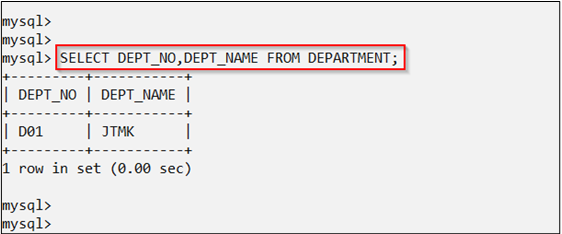 mysql>
mysql>
mysql> SELECT DEPT_NO,DEPT_NAME FROM DEPARTMENT;
+---------+-----------+
| DEPT_NO | DEPT_NAME |
+---------+-----------+
| D01     | JTMK      |
+---------+-----------+
1 row in set (0.00 sec)
mysql>
mysql>